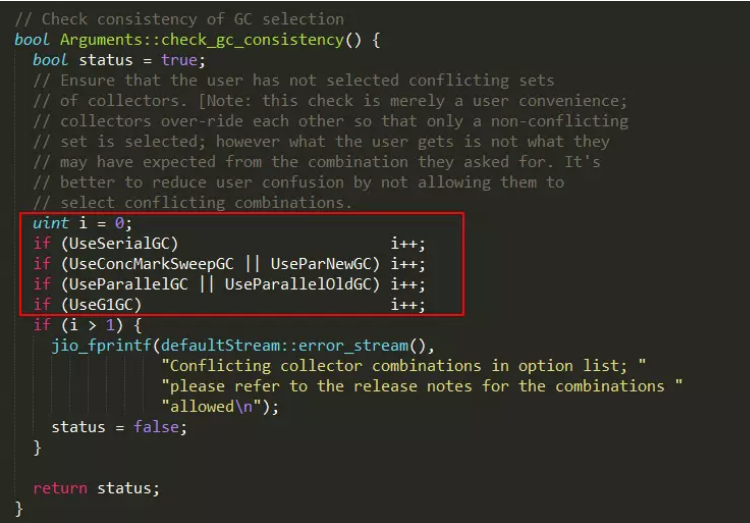 // Check consistency of GC selection
bool Arguments::check_gc_consistency() {
  bool status = true;
  // Ensure that the user has not selected conflicting sets
  // of collectors. [Note: this check is merely a user convenience;
  // collectors over-ride each other so that only a non-conflicting
  // set is selected; however what the user gets is not what they
  // may have expected from the combination they asked for. It's
  // better to reduce user confusion by not allowing them to
  // select conflicting combinations.
  uint i = 0;
  if (UseSerialGC)                       i++;
  if (UseConcMarkSweepGC || UseParNewGC) i++;
  if (UseParallelGC || UseParallelOldGC) i++;
  if (UseG1GC)                           i++;
  if (i > 1) {
    jio_fprintf(defaultStream::error_stream(),
                "Conflicting collector combinations in option list; "
                "please refer to the release notes for the combinations "
                "allowed\n");
    status = false;
  }

  return status;
}